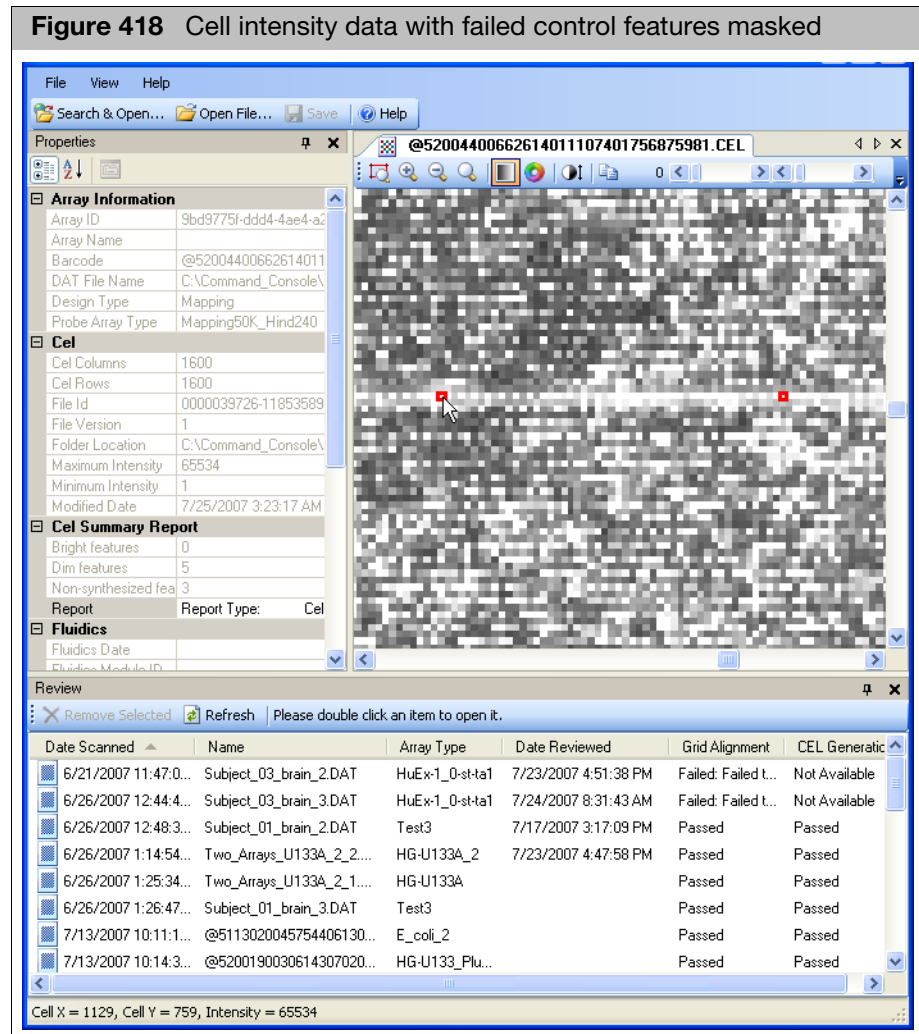 Figure 418 Cell intensity data with failed control features masked
File View Help
Search & Open... Open File... Save Help
Properties
@52004400662614011107401756875981.CEL
0
Array Information
Array ID 9bd9775f-ddd4-4ae4-a2
Array Name
Barcode @52004400662614011
DAT File Name C:\Command_Console\
Design Type Mapping
Probe Array Type Mapping50K_Hind240
Cel
Cel Columns 1600
Cel Rows 1600
File Id 0000039726-11853589
File Version 1
Folder Location C:\Command_Console\
Maximum Intensity 65534
Minimum Intensity 1
Modified Date 7/25/2007 3:23:17 AM
Cel Summary Report
Bright features 0
Dim features 5
Non-synthesized fea 3
Report Report Type: Cel
Fluidics
Fluidics Date
Fluidics Module ID
Review
Remove Selected Refresh Please double click an item to open it.
Date Scanned Name Array Type Date Reviewed Grid Alignment CEL Generatic
6/21/2007 11:47:0... Subject_03_brain_2.DAT HuEx-1_0-st-ta1 7/23/2007 4:51:38 PM Failed: Failed t... Not Available
6/26/2007 12:44:4... Subject_03_brain_3.DAT HuEx-1_0-st-ta1 7/24/2007 8:31:43 AM Failed: Failed t... Not Available
6/26/2007 12:48:3... Subject_01_brain_2.DAT Test3 7/17/2007 3:17:09 PM Passed Passed
6/26/2007 1:14:54... Two_Arrays_U133A_2_2.... HG-U133A_2 7/23/2007 4:47:58 PM Passed Passed
6/26/2007 1:25:34... Two_Arrays_U133A_2_1.... HG-U133A Passed Passed
6/26/2007 1:26:47... Subject_01_brain_3.DAT Test3 Passed Passed
7/13/2007 10:11:1... @5113020045754406130... E_coli_2 Passed Passed
7/13/2007 10:14:3... @5200190030614307020... HG-U133_Plu... Passed Passed
Cell X = 1129, Cell Y = 759, Intensity = 65534